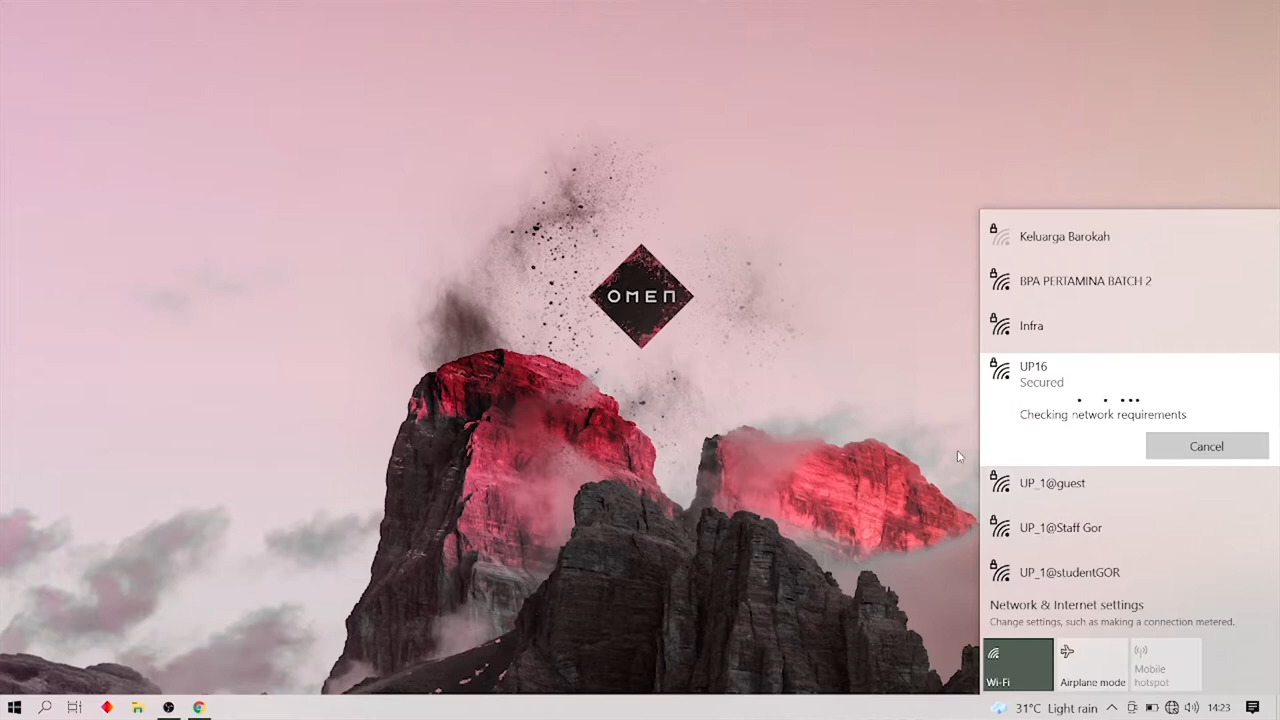 OMEN
Keluarga Barokah
BPA PERTAMINA BATCH 2
Infra
UP16
Secured
Checking network requirements
Cancel
UP_1@guest
UP_1@Staff Gor
UP_1@studentGOR
Network & Internet settings
Change settings, such as making a connection metered.
Wi-Fi
Airplane mode
Mobile
hotspot
31°C Light rain
14:23